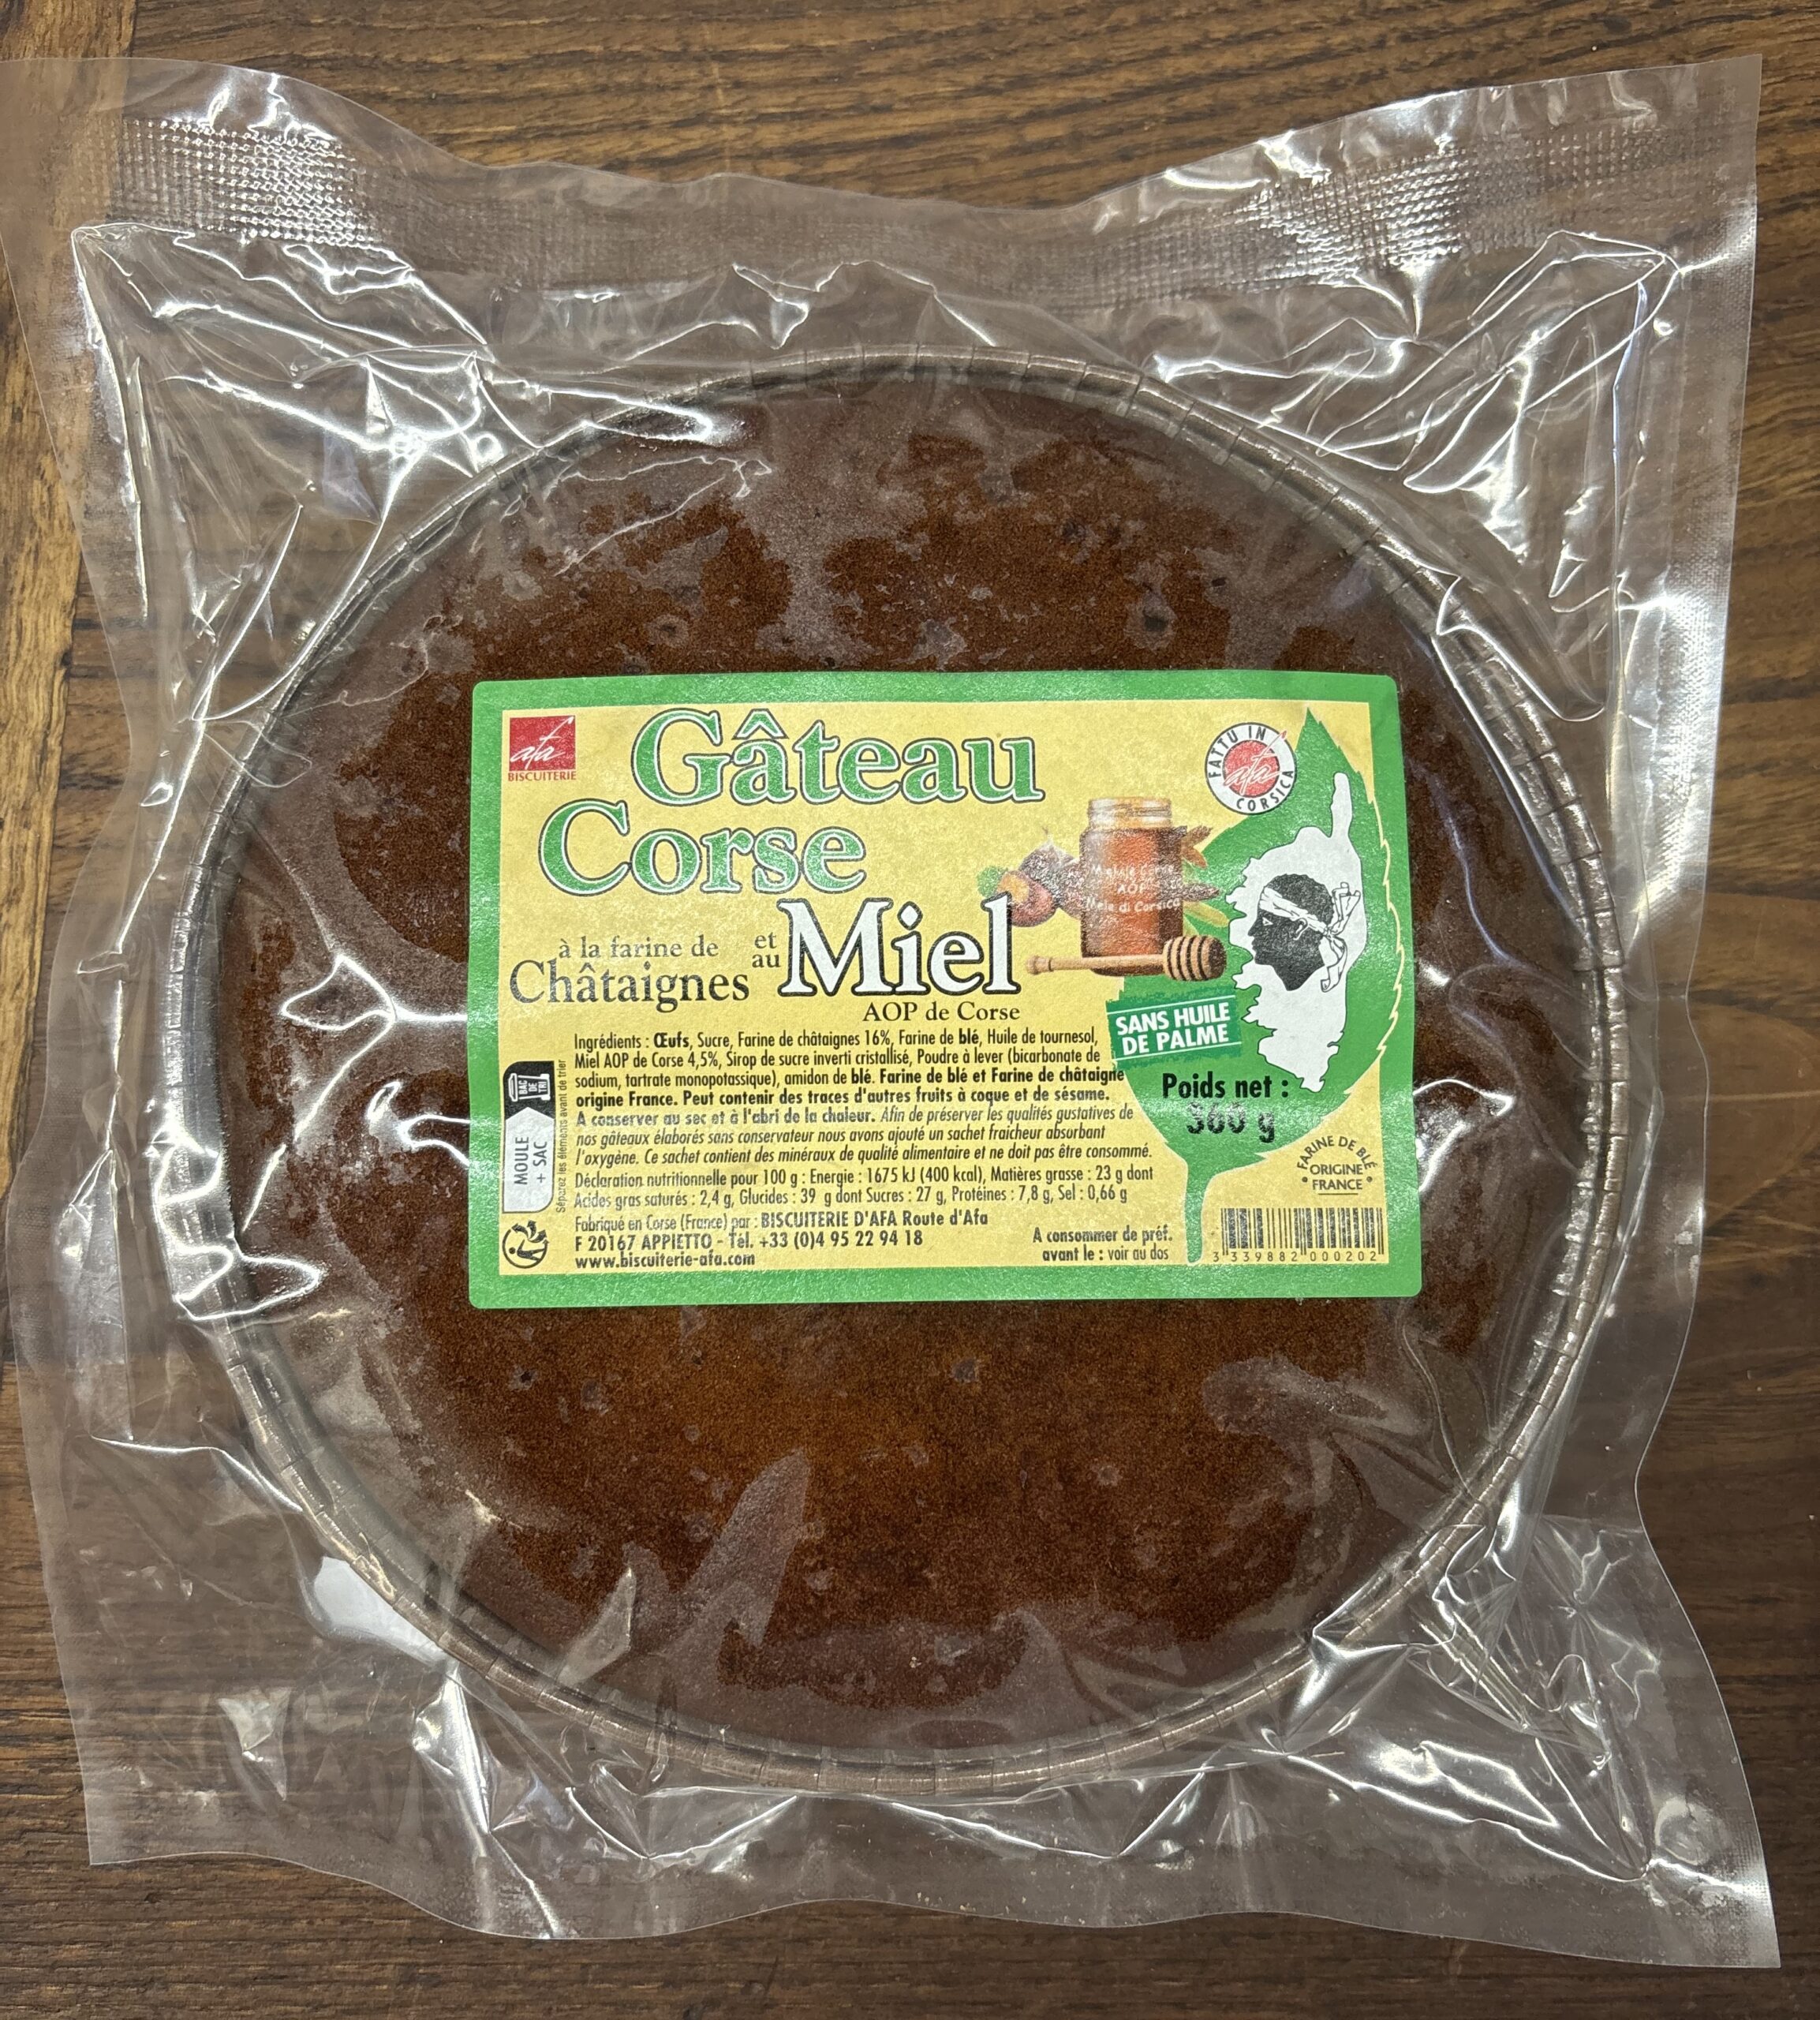 afa
BISCUITERIE
Gâteau
Corse
à la farine de
Châtaignes
et
au
Miel
AOP de Corse
FATTU IN
afa
CORSICA
Miel de Corse
AOP
Mele di Corsica
SANS HUILE
DE PALME
Ingrédients : Œufs, Sucre, Farine de châtaignes 16%, Farine de blé, Huile de tournesol,
Miel AOP de Corse 4,5%, Sirop de sucre inverti cristallisé, Poudre à lever (bicarbonate de
sodium, tartrate monopotassique), amidon de blé. Farine de blé et Farine de châtaigne
origine France. Peut contenir des traces d'autres fruits à coque et de sésame.
A conserver au sec et à l'abri de la chaleur. Afin de préserver les qualités gustatives de
nos gâteaux élaborés sans conservateur nous avons ajouté un sachet fraicheur absorbant
l'oxygène. Ce sachet contient des minéraux de qualité alimentaire et ne doit pas être consommé.
Déclaration nutritionnelle pour 100 g : Energie : 1675 kJ (400 kcal), Matières grasse : 23 g dont
Acides gras saturés : 2,4 g, Glucides : 39 g dont Sucres : 27 g, Protéines : 7,8 g, Sel : 0,66 g
Fabriqué en Corse (France) par : BISCUITERIE D'AFA Route d'Afa
F 20167 APPIETTO - Tél. +33 (0)4 95 22 94 18
www.biscuiterie-afa.com
BAC
DE
TRI
MOULE
+ SAC
Séparez les éléments avant de trier
Poids net :
360 g
FARINE DE BLÉ
ORIGINE
FRANCE
A consommer de préf.
avant le : voir au dos
3 339882 000202